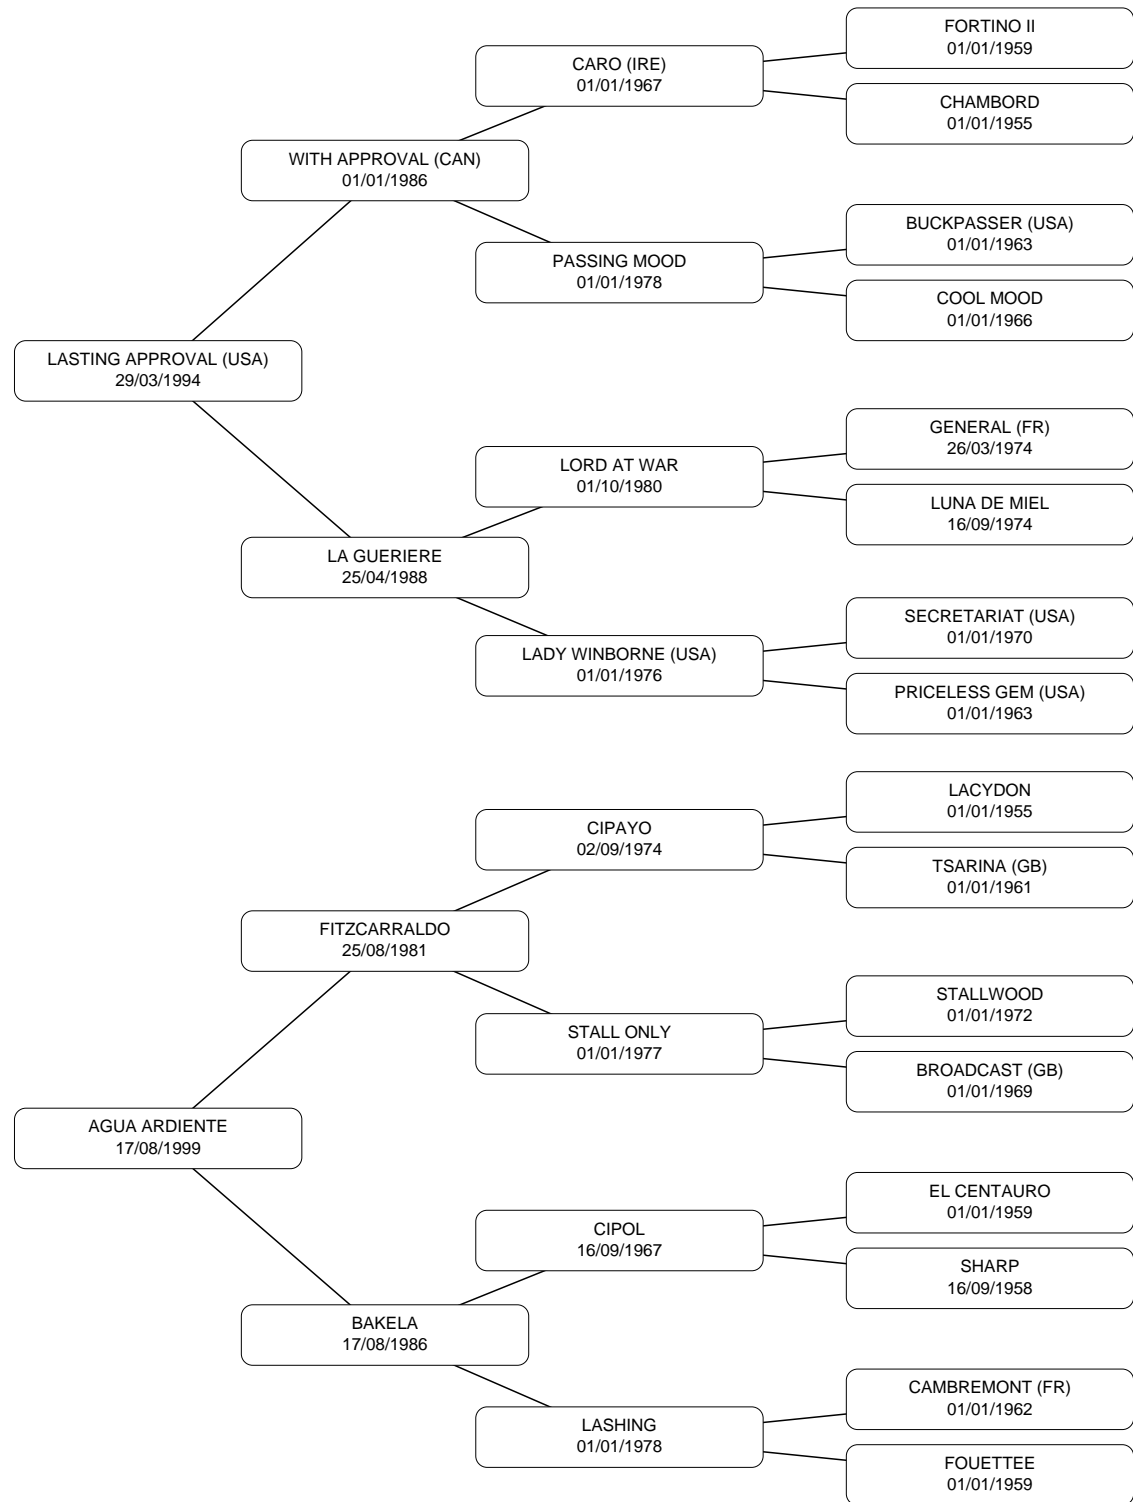 FORTINO II
01/01/1959
CARO (IRE)
01/01/1967
CHAMBORD
01/01/1955
WITH APPROVAL (CAN)
01/01/1986
BUCKPASSER (USA)
01/01/1963
PASSING MOOD
01/01/1978
COOL MOOD
01/01/1966
LASTING APPROVAL (USA)
29/03/1994
GENERAL (FR)
26/03/1974
LORD AT WAR
01/10/1980
LUNA DE MIEL
16/09/1974
LA GUERIERE
25/04/1988
SECRETARIAT (USA)
01/01/1970
LADY WINBORNE (USA)
01/01/1976
PRICELESS GEM (USA)
01/01/1963
LACYDON
01/01/1955
CIPAYO
02/09/1974
TSARINA (GB)
01/01/1961
FITZCARRALDO
25/08/1981
STALLWOOD
01/01/1972
STALL ONLY
01/01/1977
BROADCAST (GB)
01/01/1969
AGUA ARDIENTE
17/08/1999
EL CENTAURO
01/01/1959
CIPOL
16/09/1967
SHARP
16/09/1958
BAKELA
17/08/1986
CAMBREMONT (FR)
01/01/1962
LASHING
01/01/1978
FOUETTEE
01/01/1959